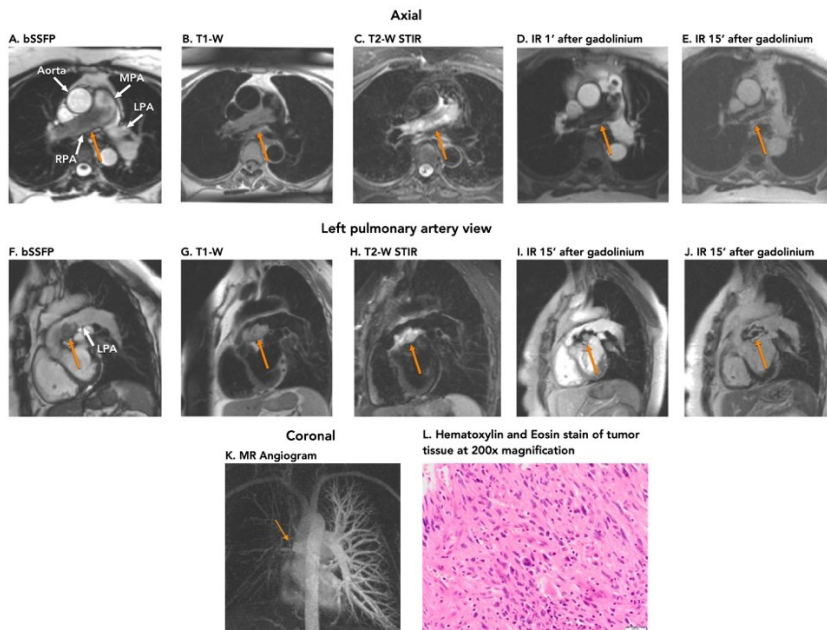 Axial
A. bSSFP
B. T1-W
C. T2-W STIR
D. IR 1' after gadolinium
E. IR 15' after gadolinium
Aorta
MPA
LPA
RPA
Left pulmonary artery view
F. bSSFP
G. T1-W
H. T2-W STIR
I. IR 15' after gadolinium
J. IR 15' after gadolinium
LPA
Coronal
K. MR Angiogram
L. Hematoxylin and Eosin stain of tumor
tissue at 200x magnification